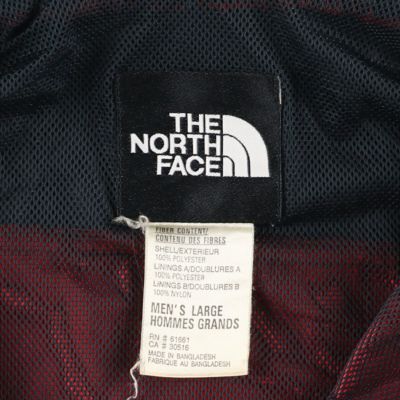 THE
NORTH
FACE
FIBER CONTENT/
CONTENU DES FIBRES
SHELL/EXTERIEUR
100% POLYESTER
LININGS A/DOUBLURES A
100% POLYESTER
LININGS B/DOUBLURES B
100% NYLON
MEN'S LARGE
HOMMES GRANDS
RN # 61661
CA # 30516
MADE IN BANGLADESH
FABRIQUE AU BANGLADESH